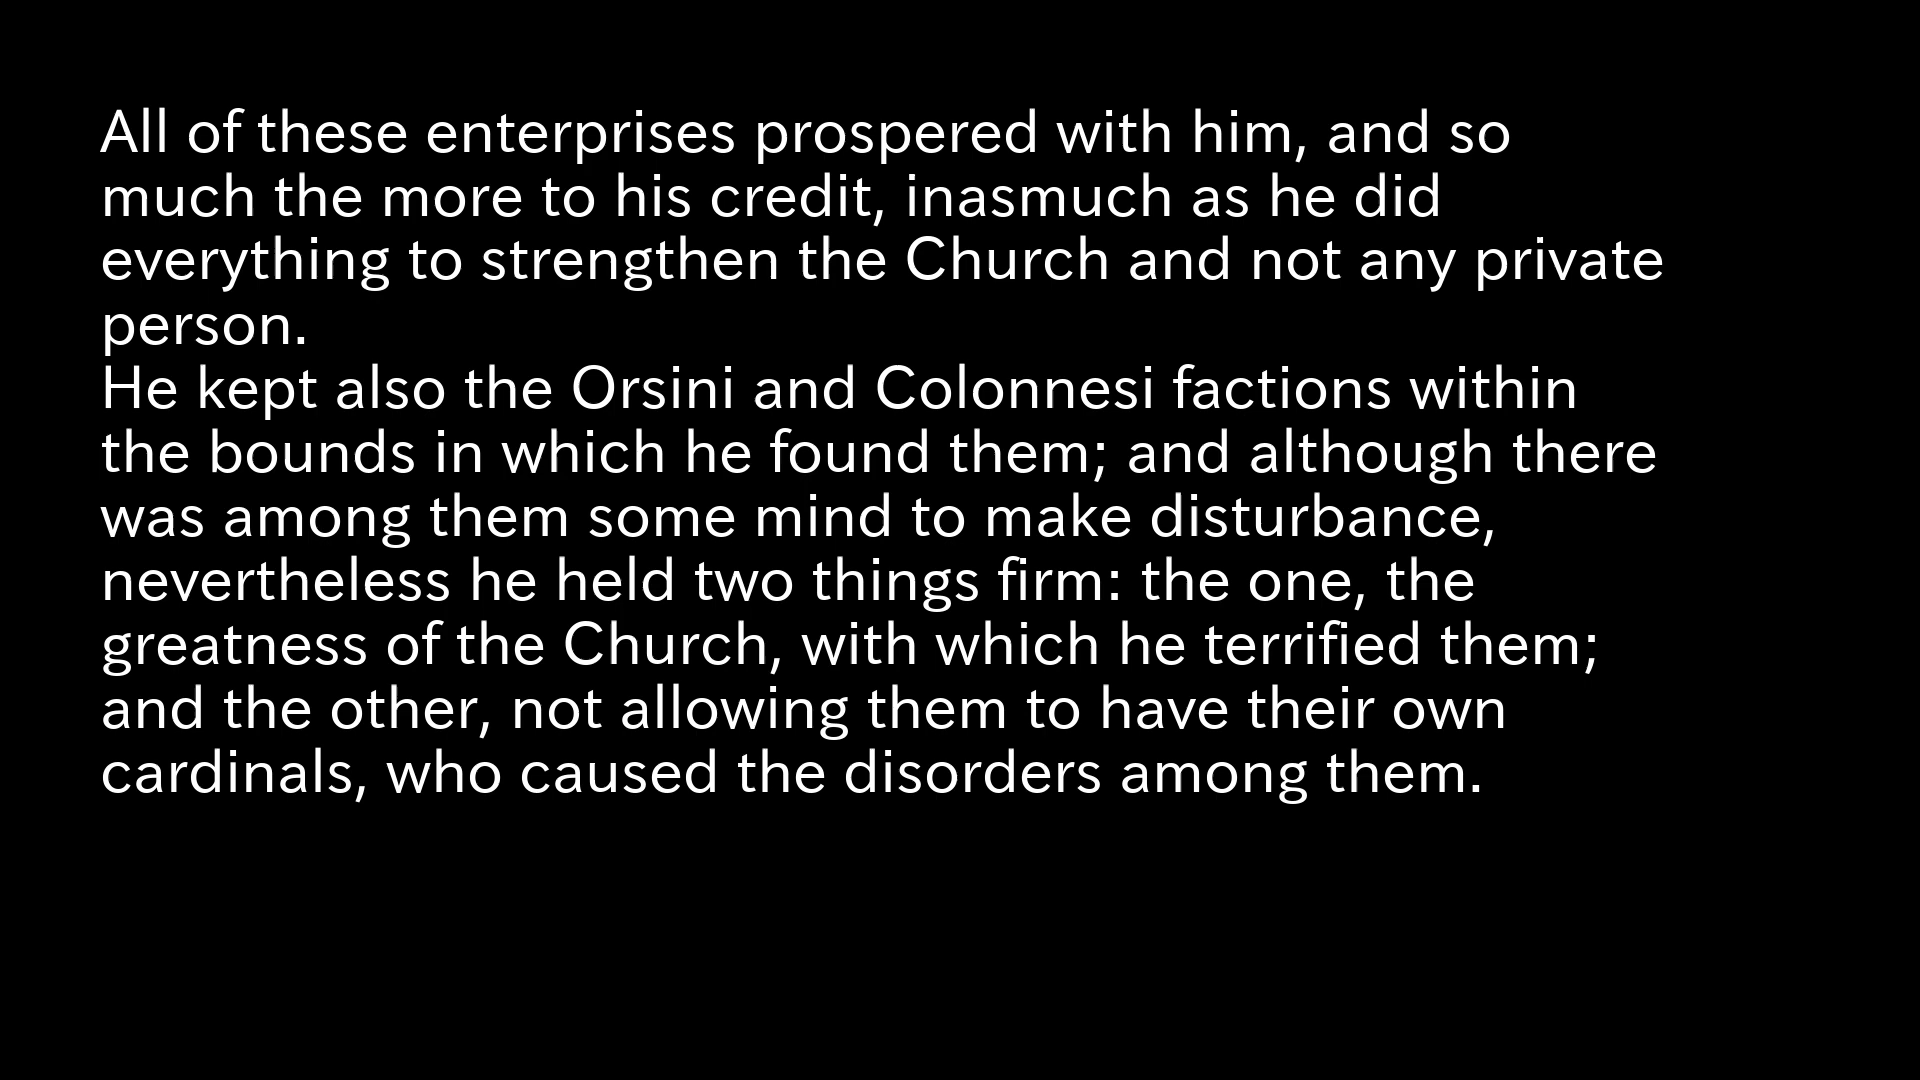 All of these enterprises prospered with him, and so
much the more to his credit, inasmuch as he did
everything to strengthen the Church and not any private
person.
He kept also the Orsini and Colonnesi factions within
the bounds in which he found them; and although there
was among them some mind to make disturbance,
nevertheless he held two things firm: the one, the
greatness of the Church, with which he terrified them;
and the other, not allowing them to have their own
cardinals, who caused the disorders among them.